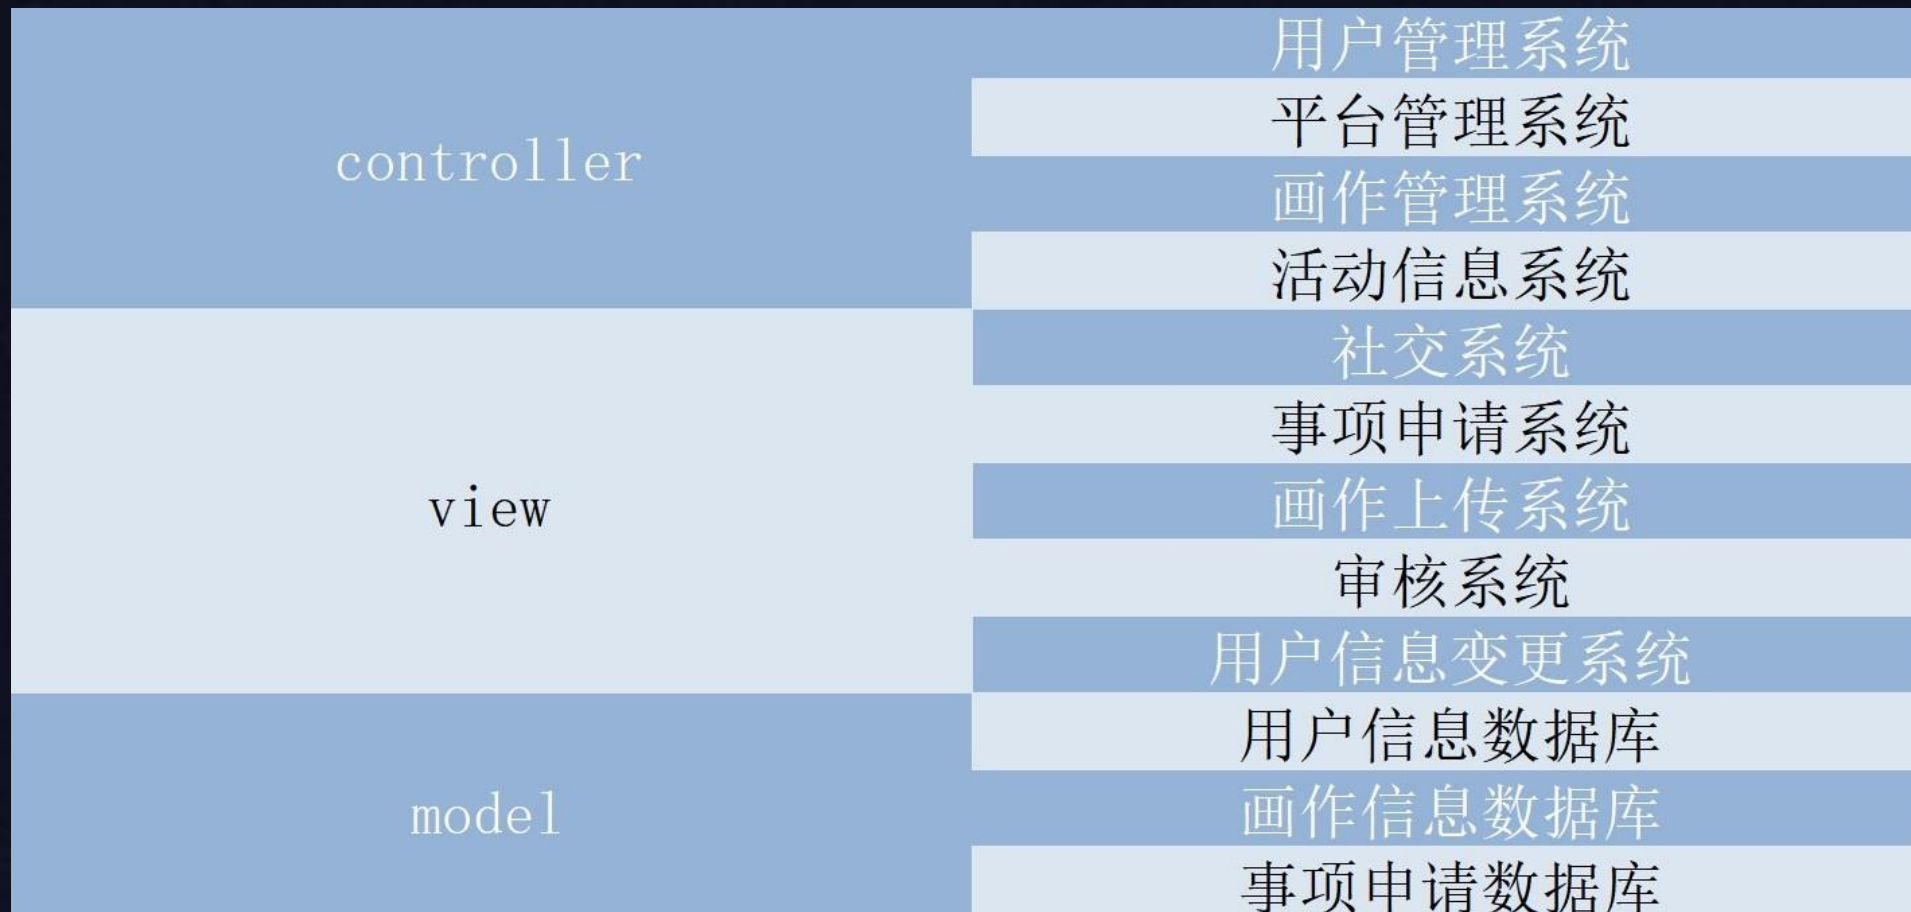 controller
用户管理系统
平台管理系统
画作管理系统
活动信息系统
view
社交系统
事项申请系统
画作上传系统
审核系统
用户信息变更系统
model
用户信息数据库
画作信息数据库
事项申请数据库